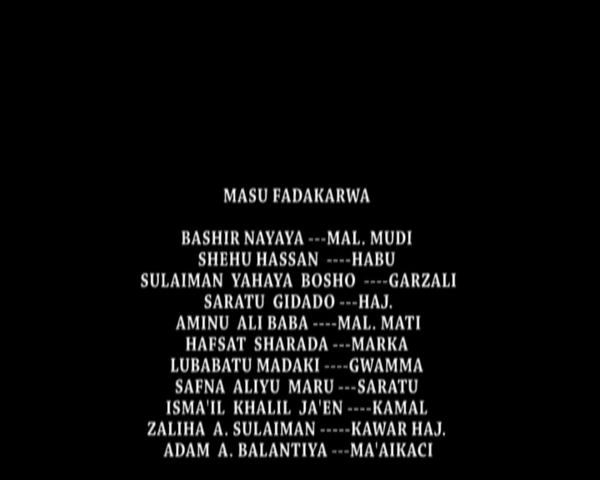 MASU FADAKARWA
BASHIR NAYAYA ---MAL. MUDI
SHEHU HASSAN ----HABU
SULAIMAN YAHAYA BOSHO ----GARZALI
SARATU GIDADO ---HAJ.
AMINU ALI BABA ----MAL. MATI
HAFSAT SHARADA ---MARKA
LUBABATU MADAKI ----GWAMMA
SAFNA ALIYU MARU ---SARATU
ISMA'IL KHALIL JA'EN ----KAMAL
ZALIHA A. SULAIMAN -----KAWAR HAJ.
ADAM A. BALANTIYA ---MA'AIKACI